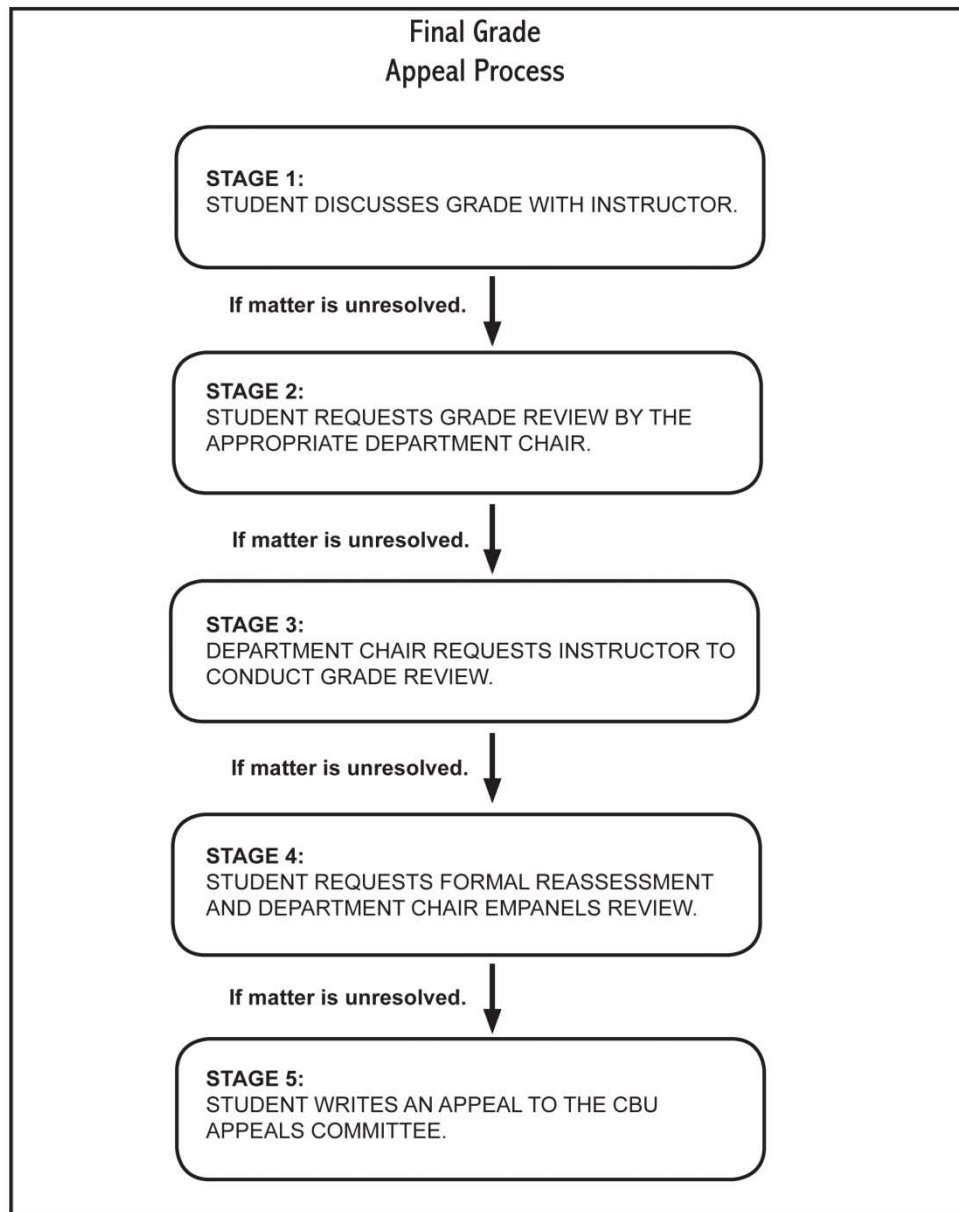 Final Grade
Appeal Process
STAGE 1:
STUDENT DISCUSSES GRADE WITH INSTRUCTOR.
If matter is unresolved.
STAGE 2:
STUDENT REQUESTS GRADE REVIEW BY THE
APPROPRIATE DEPARTMENT CHAIR.
If matter is unresolved.
STAGE 3:
DEPARTMENT CHAIR REQUESTS INSTRUCTOR TO
CONDUCT GRADE REVIEW.
If matter is unresolved.
STAGE 4:
STUDENT REQUESTS FORMAL REASSESSMENT
AND DEPARTMENT CHAIR EMPANELS REVIEW.
If matter is unresolved.
STAGE 5:
STUDENT WRITES AN APPEAL TO THE CBU
APPEALS COMMITTEE.